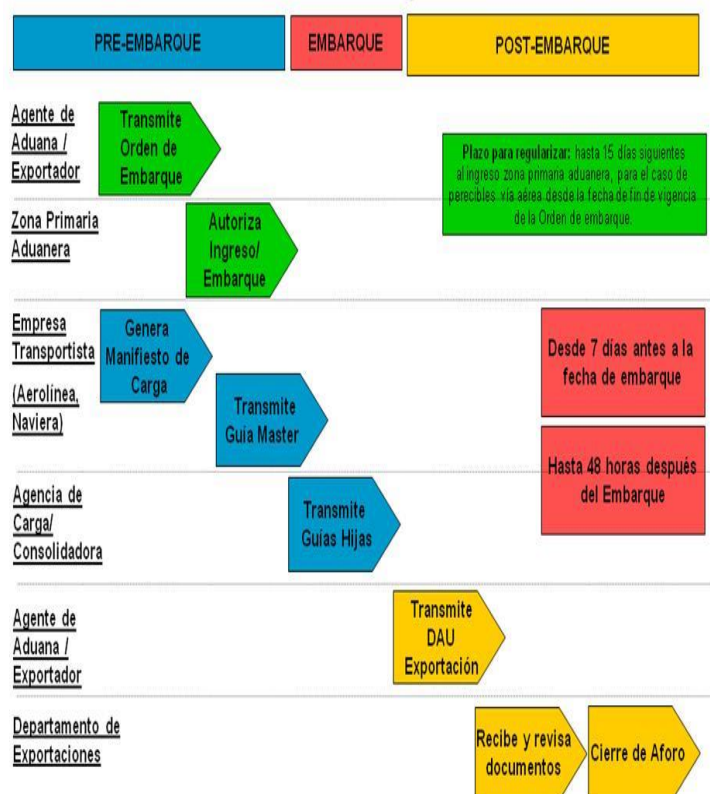 PRE-EMBARQUE
EMBARQUE
POST-EMBARQUE
Agente de
Aduana /
Exportador
Transmite
Orden de
Embarque
Plazo para regularizar: hasta 15 días siguientes
al ingreso zona primaria aduanera, para el caso de
perecibles vía aérea desde la fecha de fin de vigencia
de la Orden de embarque.
Zona Primaria
Aduanera
Autoriza
Ingreso/
Embarque
Empresa
Transportista
(Aerolínea,
Naviera)
Genera
Manifiesto de
Carga
Transmite
Guia Master
Desde 7 días antes a la
fecha de embarque
Hasta 48 horas después
del Embarque
Agencia de
Carga/
Consolidadora
Transmite
Guías Hijas
Agente de
Aduana /
Exportador
Transmite
DAU
Exportación
Departamento de
Exportaciones
Recibe y revisa
documentos
Cierre de Aforo